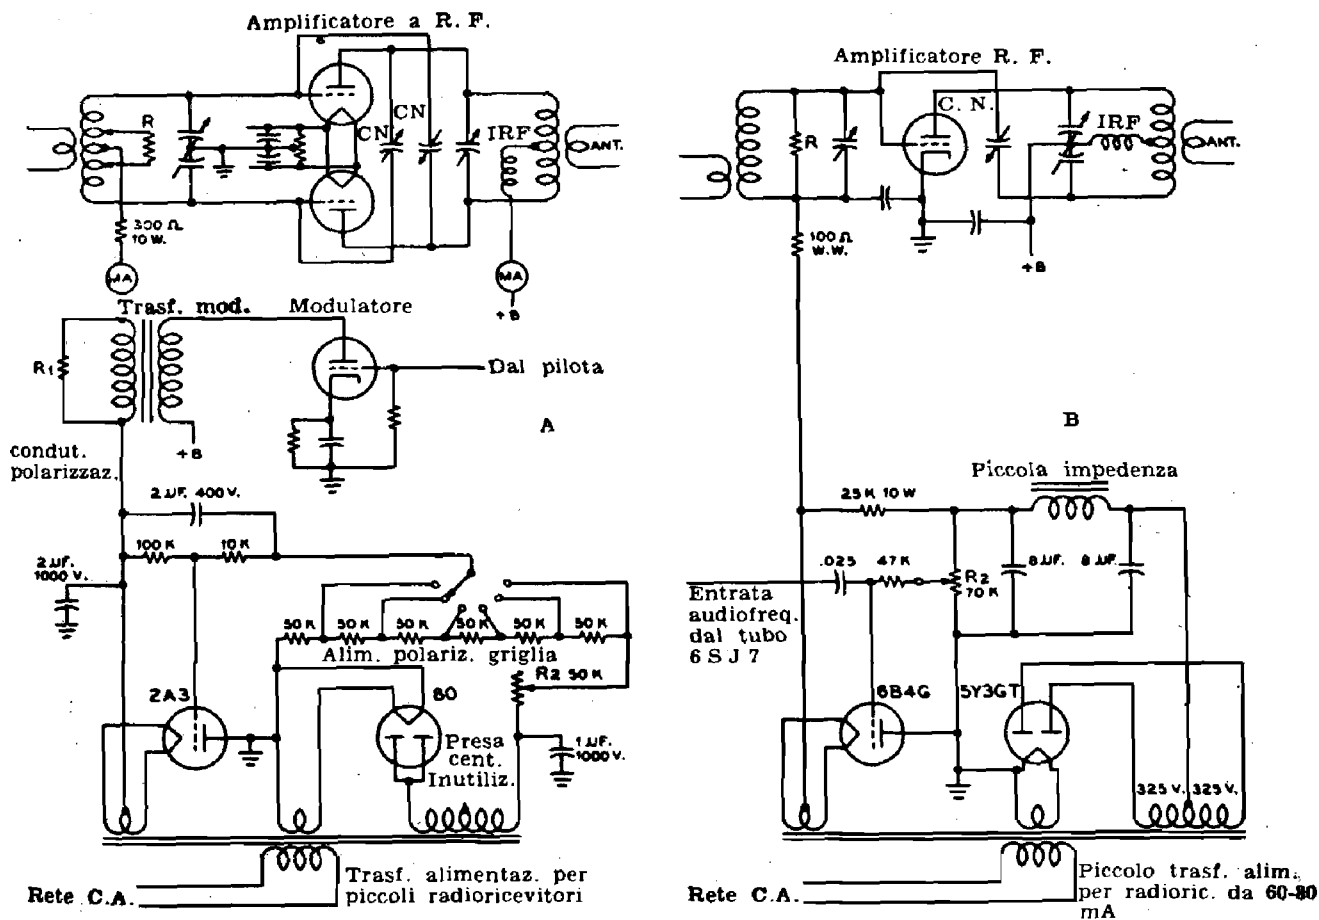 Amplificatore a R. F.
R
CN
CN
IRF
ANT.
300 Ω
10 W.
MA
MA
+B
Trasf. mod.
Modulatore
R1
Dal pilota
A
+B
condut.
polarizzaz.
2 µF. 400 V.
100 K
10 K
2 µF.
1000 V.
50 K
50 K
50 K
50 K
50 K
50 K
Alim. polariz. griglia
R2 50 K
2A3
80
Presa
cent.
Inutiliz.
1 µF.
1000 V.
Rete C.A.
Trasf. alimentaz. per
piccoli radioricevitori
Amplificatore R. F.
C. N.
R
IRF
ANT.
100 Ω
W.W.
+B
B
Piccola impedenza
25 K 10 W
.025
47 K
R2
70 K
8 µF.
8 µF.
Entrata
audiofreq.
dal tubo
6 S J 7
6B4G
5Y3GT
325 V.
325 V.
Rete C.A.
Piccolo trasf. alim.
per radioric. da 60-80
mA